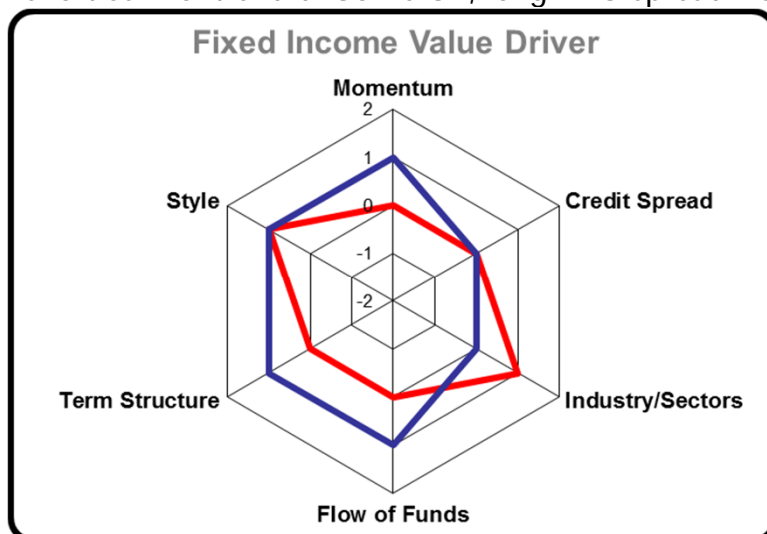 Fixed Income Value Driver
Momentum
2
1
0
-1
-2
Style
Credit Spread
Term Structure
Industry/Sectors
Flow of Funds